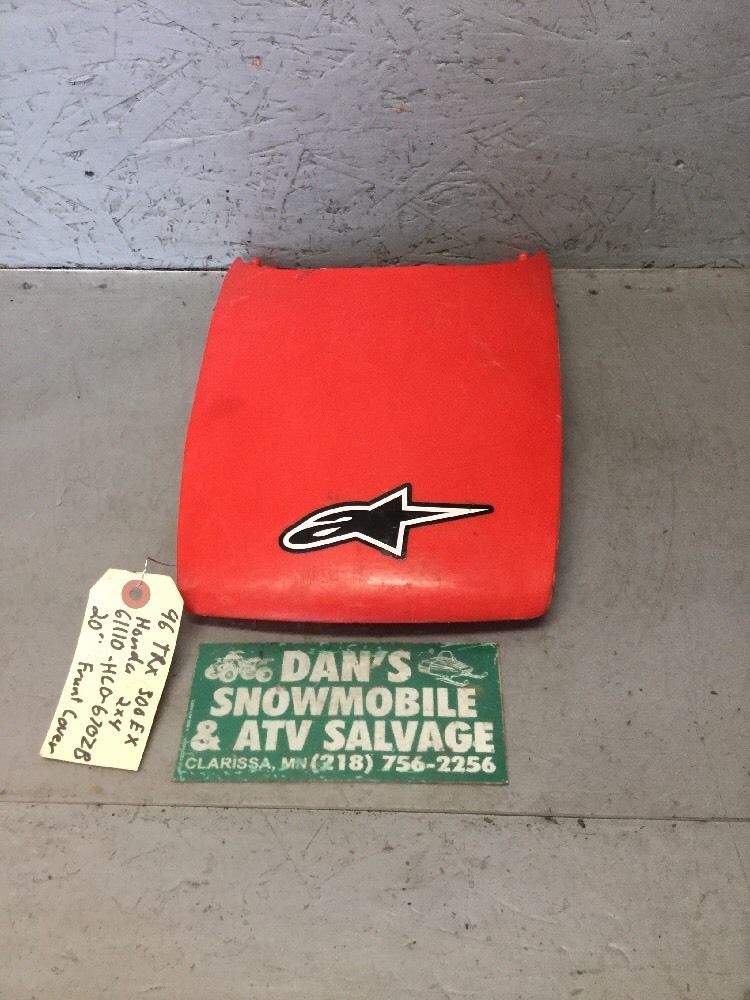 96 TRX 300EX
Honda 2x4
61110-HC0-670ZB
20" Front Cover
DAN'S
SNOWMOBILE
& ATV SALVAGE
CLARISSA, MN (218) 756-2256